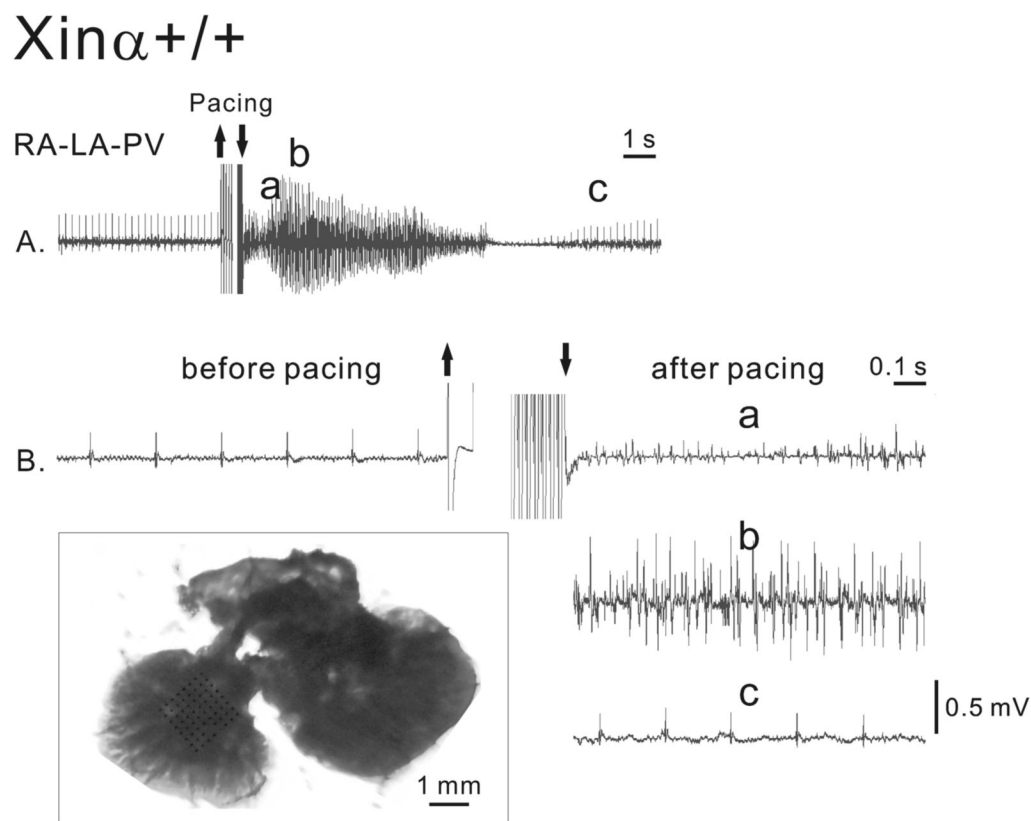 Xinα+/+
Pacing
RA-LA-PV
1 s
b
a
c
A.
before pacing
after pacing
0.1 s
a
B.
b
c
0.5 mV
1 mm